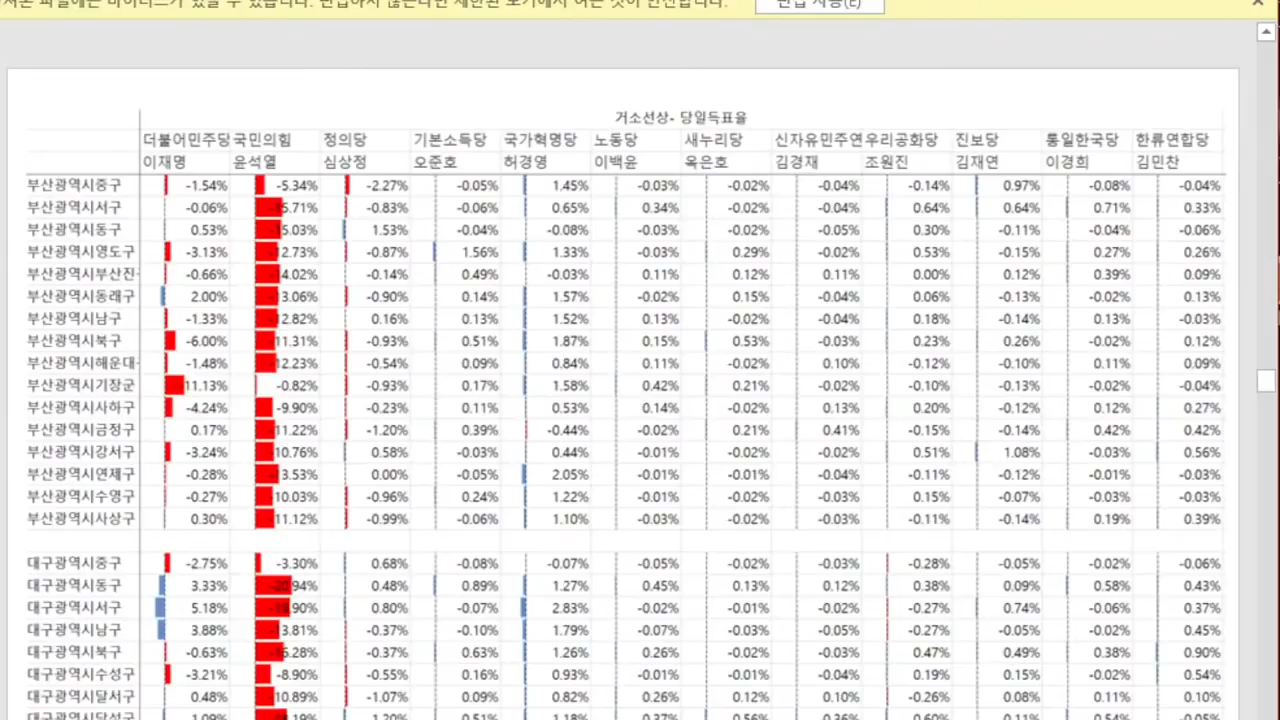 편집 사용(E)
거소선상- 당일득표율
더불어민주당 국민의힘 정의당 기본소득당 국가혁명당 노동당 새누리당 신자유민주연 우리공화당 진보당 통일한국당 한류연합당
이재명 윤석열 심상정 오준호 허경영 이백윤 옥은호 김경재 조원진 김재연 이경희 김민찬
부산광역시중구 -1.54% -5.34% -2.27% -0.05% 1.45% -0.03% -0.02% -0.04% -0.14% 0.97% -0.08% -0.04%
부산광역시서구 -0.06% 5.71% -0.83% -0.06% 0.65% 0.34% -0.02% -0.04% 0.64% 0.64% 0.71% 0.33%
부산광역시동구 0.53% -15.03% 1.53% -0.04% -0.08% -0.03% -0.02% -0.05% 0.30% -0.11% -0.04% -0.06%
부산광역시영도구 -3.13% -12.73% -0.87% 1.56% 1.33% -0.03% 0.29% -0.02% 0.53% -0.15% 0.27% 0.26%
부산광역시부산진- -0.66% -14.02% -0.14% 0.49% -0.03% 0.11% 0.12% 0.11% 0.00% 0.12% 0.39% 0.09%
부산광역시동래구 2.00% -13.06% -0.90% 0.14% 1.57% -0.02% 0.15% -0.04% 0.06% -0.13% -0.02% 0.13%
부산광역시남구 -1.33% -12.82% 0.16% 0.13% 1.52% 0.13% -0.02% -0.04% 0.18% -0.14% 0.13% -0.03%
부산광역시북구 -6.00% -11.31% -0.93% 0.51% 1.87% 0.15% 0.53% -0.03% 0.23% 0.26% -0.02% 0.12%
부산광역시해운대- -1.48% -12.23% -0.54% 0.09% 0.84% 0.11% -0.02% 0.10% -0.12% -0.10% 0.11% 0.09%
부산광역시기장군 11.13% -0.82% -0.93% 0.17% 1.58% 0.42% 0.21% -0.02% -0.10% -0.13% -0.02% -0.04%
부산광역시사하구 -4.24% -9.90% -0.23% 0.11% 0.53% 0.14% -0.02% 0.13% 0.20% -0.12% 0.12% 0.27%
부산광역시금정구 0.17% -11.22% -1.20% 0.39% -0.44% -0.02% 0.21% 0.41% -0.15% -0.14% 0.42% 0.42%
부산광역시강서구 -3.24% -10.76% 0.58% -0.03% 0.44% -0.01% -0.02% -0.02% 0.51% 1.08% -0.03% 0.56%
부산광역시연제구 -0.28% -13.53% 0.00% -0.05% 2.05% -0.01% -0.01% -0.04% -0.11% -0.12% -0.01% -0.03%
부산광역시수영구 -0.27% -10.03% -0.96% 0.24% 1.22% -0.01% -0.02% -0.03% 0.15% -0.07% -0.03% -0.03%
부산광역시사상구 0.30% -11.12% -0.99% -0.06% 1.10% -0.03% -0.02% -0.03% -0.11% -0.14% 0.19% 0.39%
대구광역시중구 -2.75% -3.30% 0.68% -0.08% -0.07% -0.05% -0.02% -0.03% -0.28% -0.05% -0.02% -0.06%
대구광역시동구 3.33% -20.94% 0.48% 0.89% 1.27% 0.45% 0.13% 0.12% 0.38% 0.09% 0.58% 0.43%
대구광역시서구 5.18% .90% 0.80% -0.07% 2.83% -0.02% -0.01% -0.02% -0.27% 0.74% -0.06% 0.37%
대구광역시남구 3.88% -13.81% -0.37% -0.10% 1.79% -0.07% -0.03% -0.05% -0.27% -0.05% -0.02% 0.45%
대구광역시북구 -0.63% -16.28% -0.37% 0.63% 1.26% 0.26% -0.02% -0.03% 0.47% 0.49% 0.38% 0.90%
대구광역시수성구 -3.21% -8.90% -0.55% 0.16% 0.93% -0.01% -0.01% -0.04% 0.19% 0.15% -0.02% 0.54%
대구광역시달서구 0.48% -10.89% -1.07% 0.09% 0.82% 0.26% 0.12% 0.10% -0.26% 0.08% 0.11% 0.10%